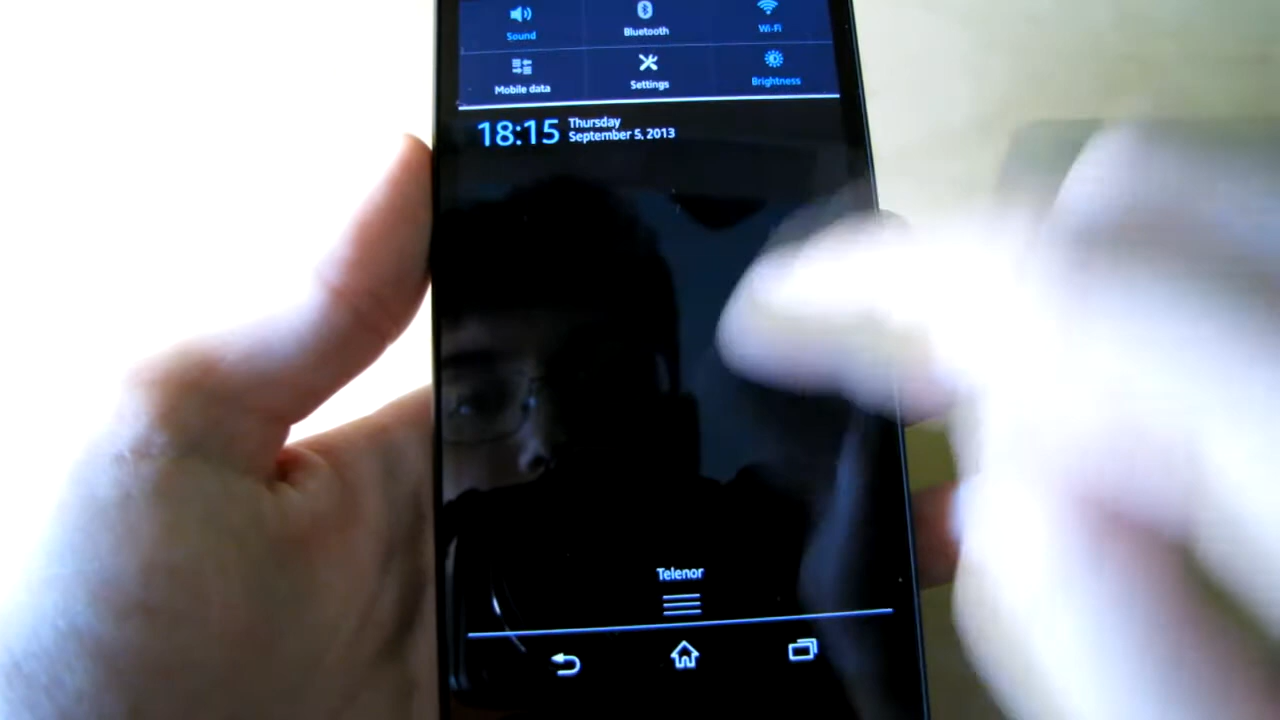 Sound Bluetooth Wi-Fi
Mobile data Settings Brightness
18:15 Thursday
September 5, 2013
Telenor